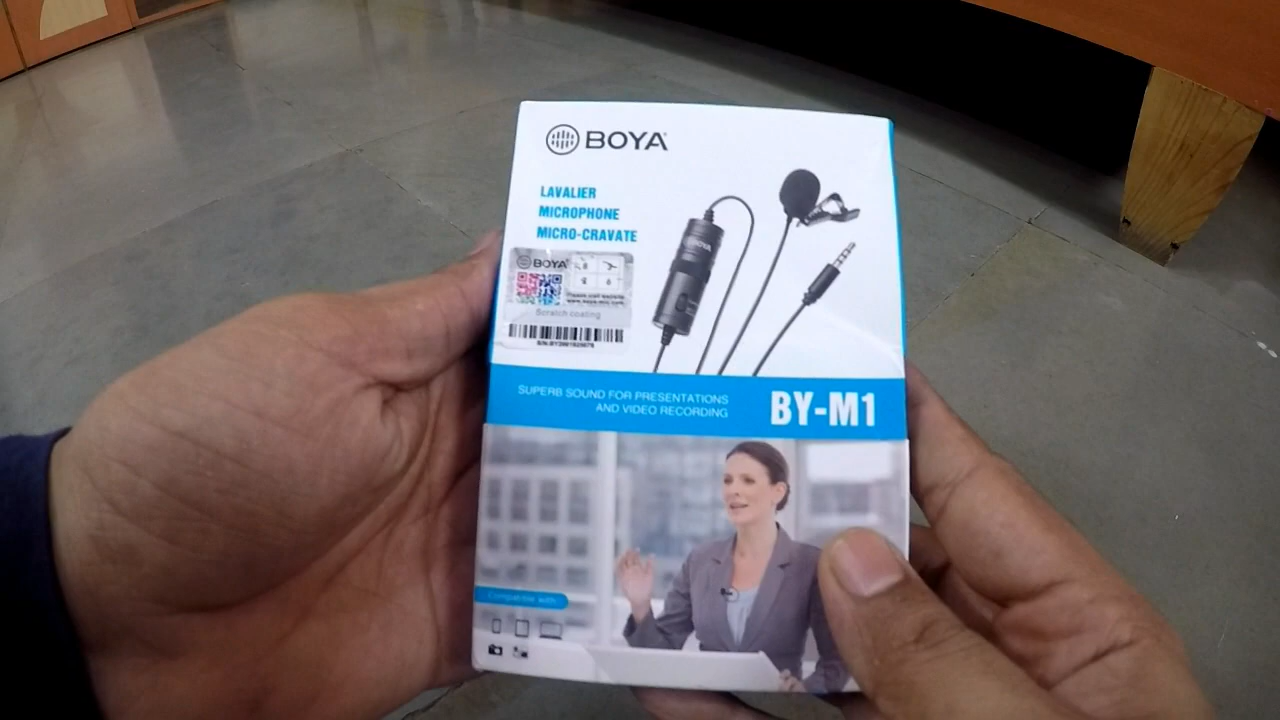 BOYA
LAVALIER
MICROPHONE
MICRO-CRAVATE
BOYA
Scratch coating
BOYA
SUPERB SOUND FOR PRESENTATIONS
AND VIDEO RECORDING
BY-M1
Compatible with